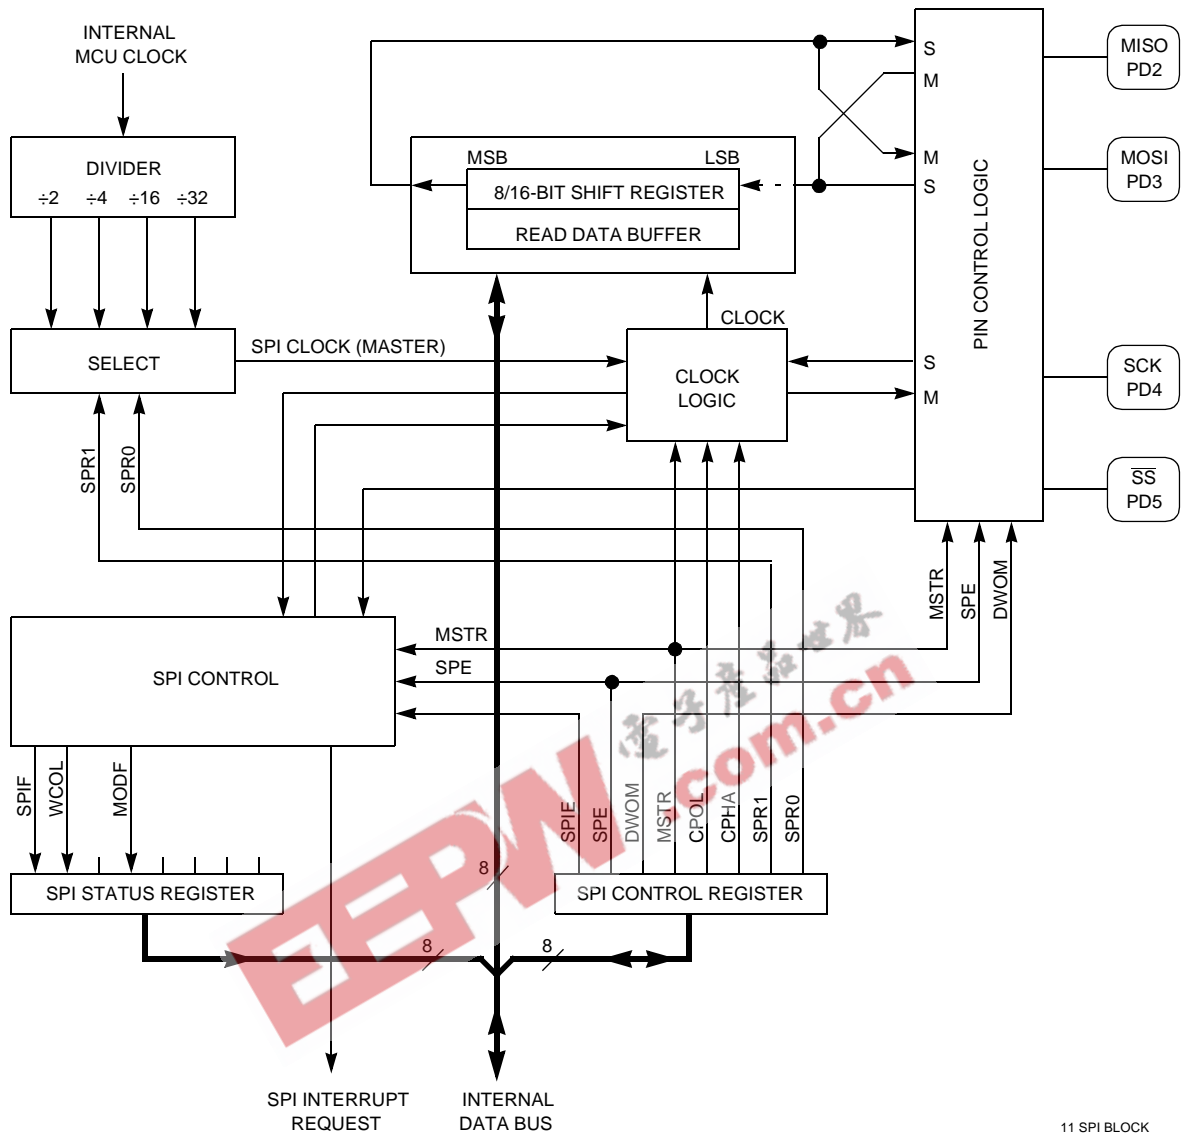 INTERNAL
MCU CLOCK
DIVIDER
÷2 ÷4 ÷16 ÷32
SELECT
SPI CLOCK (MASTER)
SPR1
SPR0
MSB
LSB
8/16-BIT SHIFT REGISTER
READ DATA BUFFER
CLOCK
CLOCK
LOGIC
S
M
M
S
S
M
PIN CONTROL LOGIC
MISO
PD2
MOSI
PD3
SCK
PD4
SS
PD5
MSTR
SPE
DWOM
SPI CONTROL
MSTR
SPE
SPIF
WCOL
MODF
SPI STATUS REGISTER
SPIE
SPE
DWOM
MSTR
CPOL
CPHA
SPR1
SPR0
SPI CONTROL REGISTER
8
8
8
SPI INTERRUPT
REQUEST
INTERNAL
DATA BUS
11 SPI BLOCK
EEPW
電子產品世界
.com.cn